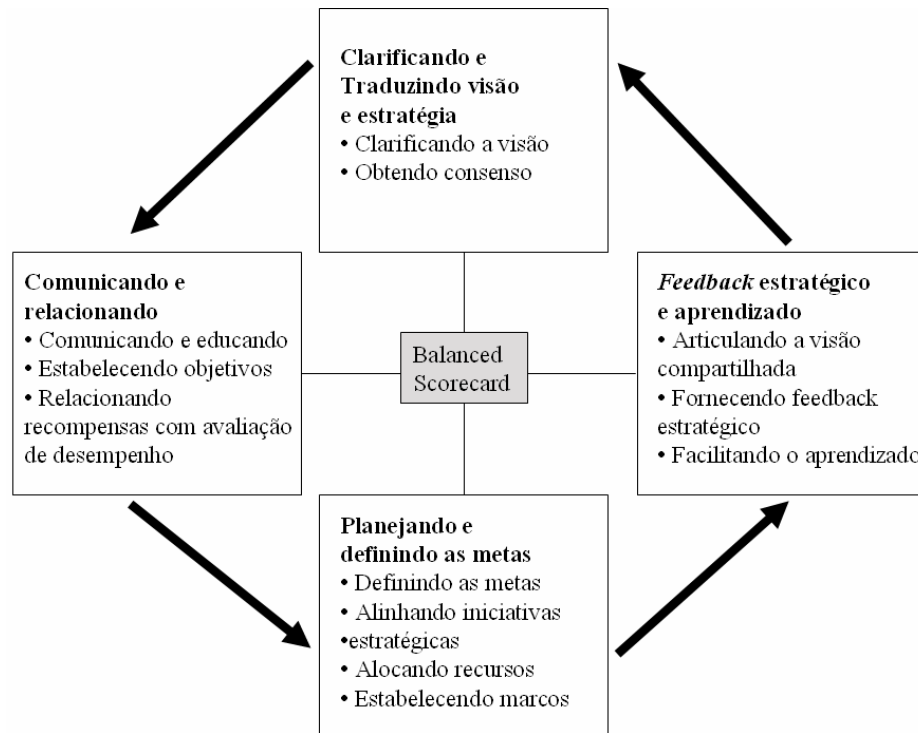 Clarificando e
Traduzindo visão
e estratégia
• Clarificando a visão
• Obtendo consenso
Comunicando e
relacionando
• Comunicando e educando
• Estabelecendo objetivos
• Relacionando
recompensas com avaliação
de desempenho
Balanced
Scorecard
Feedback estratégico
e aprendizado
• Articulando a visão
compartilhada
• Fornecendo feedback
estratégico
• Facilitando o aprendizado
Planejando e
definindo as metas
• Definindo as metas
• Alinhando iniciativas
•estratégicas
• Alocando recursos
• Estabelecendo marcos